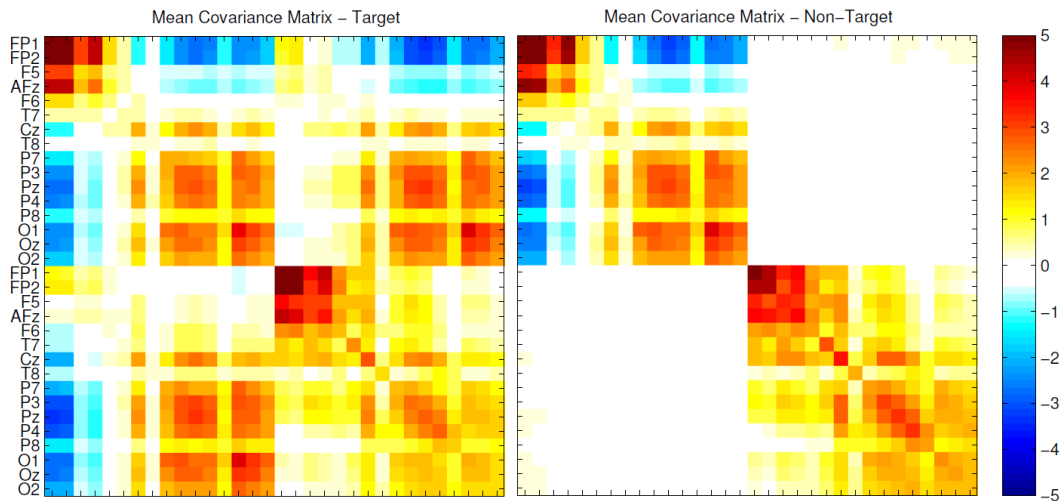 Mean Covariance Matrix - Target
Mean Covariance Matrix - Non-Target
FP1
FP2
F5
AFz
F6
T7
Cz
T8
P7
P3
Pz
P4
P8
O1
Oz
O2
FP1
FP2
F5
AFz
F6
T7
Cz
T8
P7
P3
Pz
P4
P8
O1
Oz
O2
5
4
3
2
1
0
-1
-2
-3
-4
-5